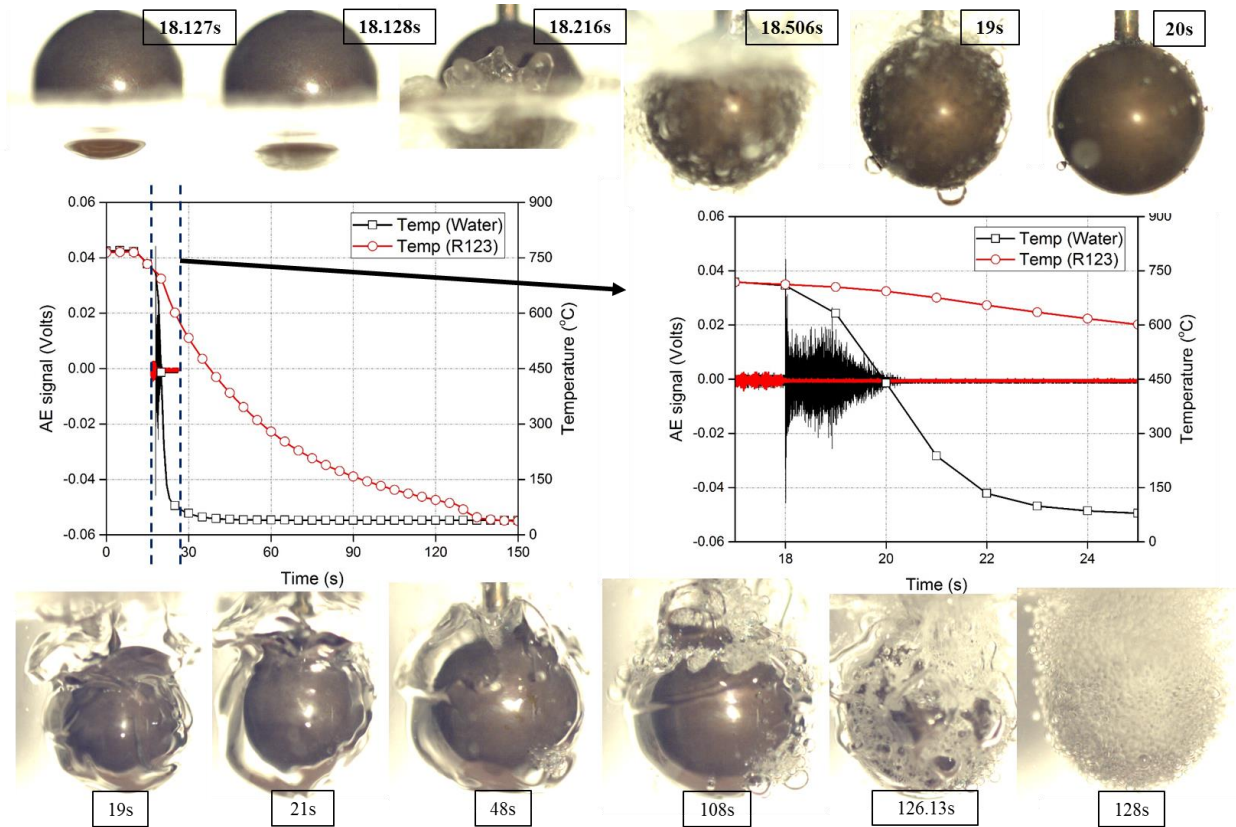 18.127s
18.128s
18.216s
18.506s
19s
20s
0.06
0.04
0.02
0.00
-0.02
-0.04
-0.06
AE signal (Volts)
Temp (Water)
Temp (R123)
900
750
600
450
300
150
0
Temperature (°C)
0 30 60 90 120 150
Time (s)
0.06
0.04
0.02
0.00
-0.02
-0.04
-0.06
AE signal (Volts)
Temp (Water)
Temp (R123)
900
750
600
450
300
150
0
Temperature (°C)
18 20 22 24
Time (s)
19s
21s
48s
108s
126.13s
128s